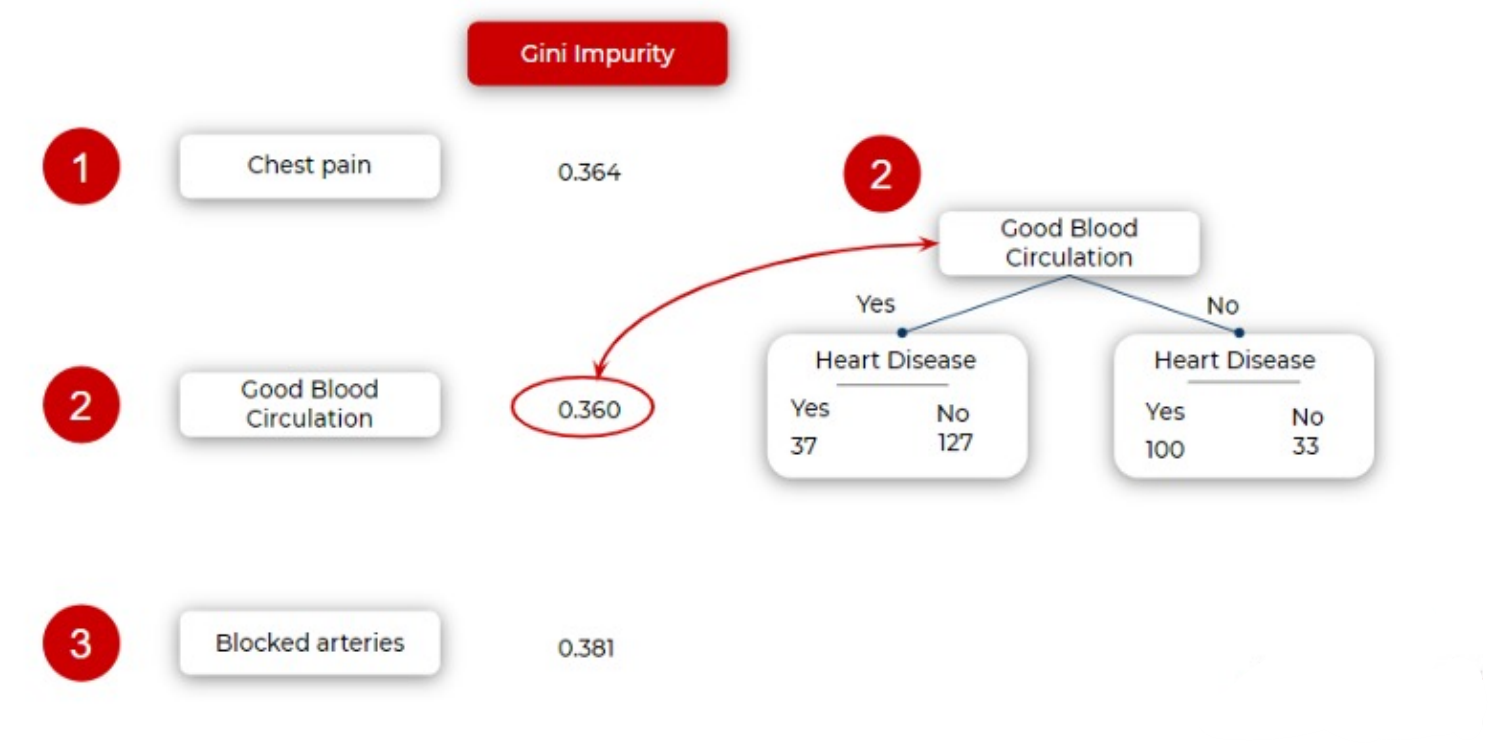 Gini Impurity
1
Chest pain
0.364
2
Good Blood
Circulation
0.360
3
Blocked arteries
0.381
2
Good Blood
Circulation
Yes
No
Heart Disease
Yes No
37 127
Heart Disease
Yes No
100 33